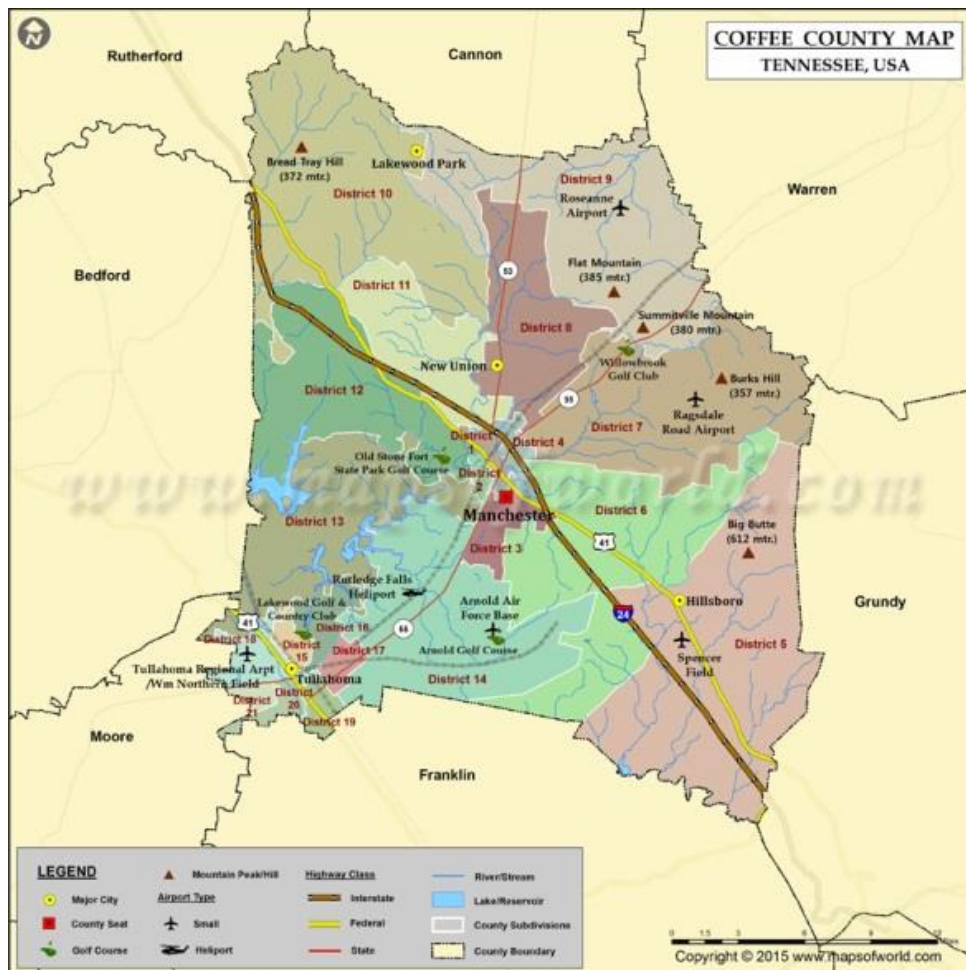 N
COFFEE COUNTY MAP
TENNESSEE, USA
Rutherford
Cannon
Warren
Bedford
Bread Tray Hill
(372 mtr.)
Lakewood Park
District 10
District 9
Roseanne
Airport
Flat Mountain
(385 mtr.)
53
District 11
Summitville Mountain
(380 mtr.)
District 8
New Union
Willowbrook
Golf Club
Burks Hill
(357 mtr.)
District 12
55
Ragsdale
Road Airport
District 7
District
1
District 4
Old Stone Fort
State Park Golf Course
District
2
Manchester
District 6
District 13
Big Butte
(612 mtr.)
41
District 3
Rutledge Falls
Heliport
Arnold Air
Force Base
Hillsboro
Grundy
Lakewood Golf &
Country Club
41
District 16
55
24
District 18
District
15
District 17
Arnold Golf Course
Spencer
Field
District 5
Tullahoma Regional Arpt
/Wm Northern Field
Tullahoma
District 14
District
21
District
20
District 19
Moore
Franklin
LEGEND
Major City
County Seat
Golf Course
Mountain Peak/Hill
Airport Type
Small
Heliport
Highway Class
Interstate
Federal
State
River/Stream
Lake/Reservoir
County Subdivisions
County Boundary
0 3 6 9 12
Copyright © 2015 www.mapsofworld.com